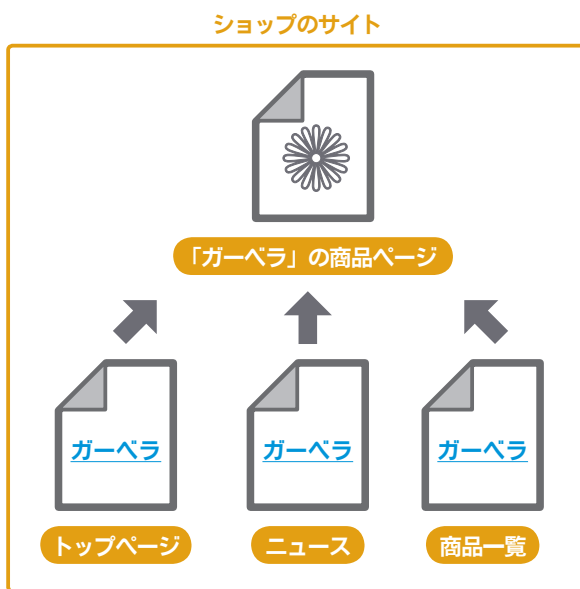 ショップのサイト
「ガーベラ」の商品ページ
ガーベラ
ガーベラ
ガーベラ
トップページ
ニュース
商品一覧